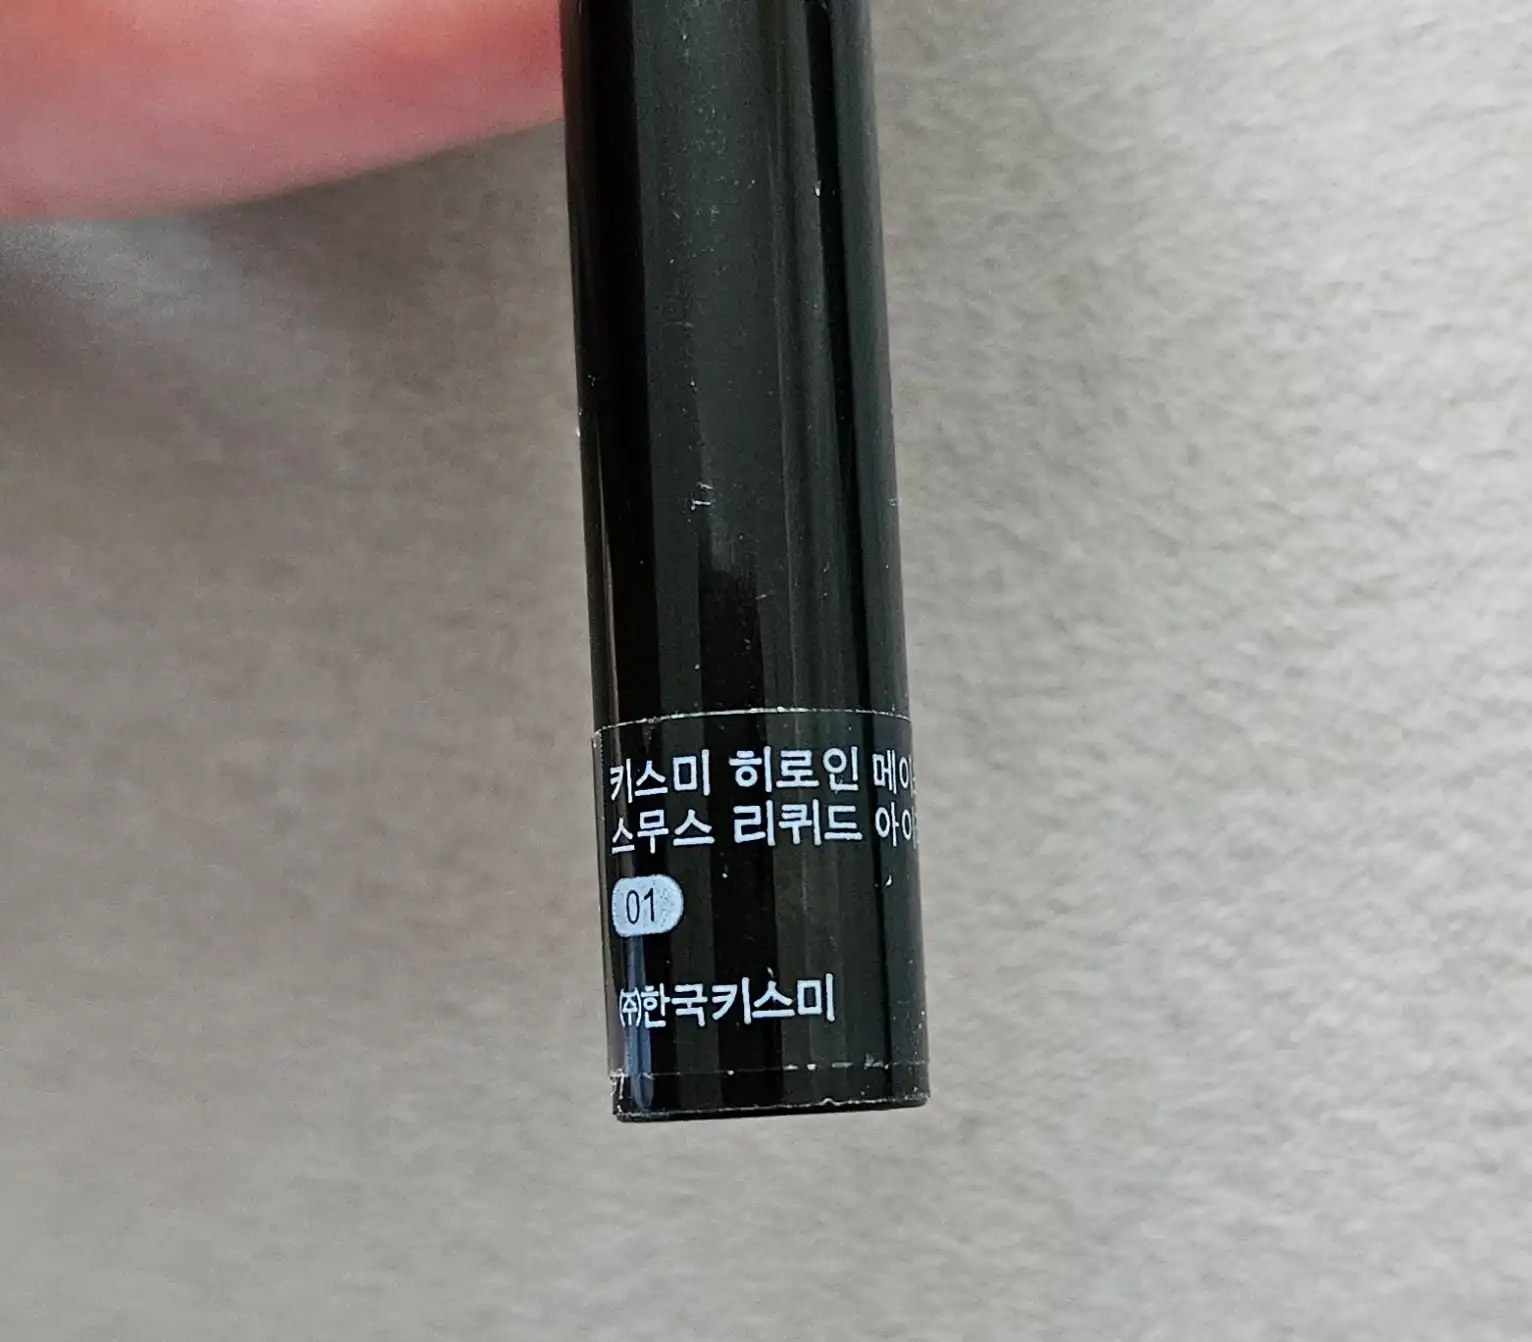 키스미 히로인 메이
스무스 리퀴드 아이
01
㈜한국키스미